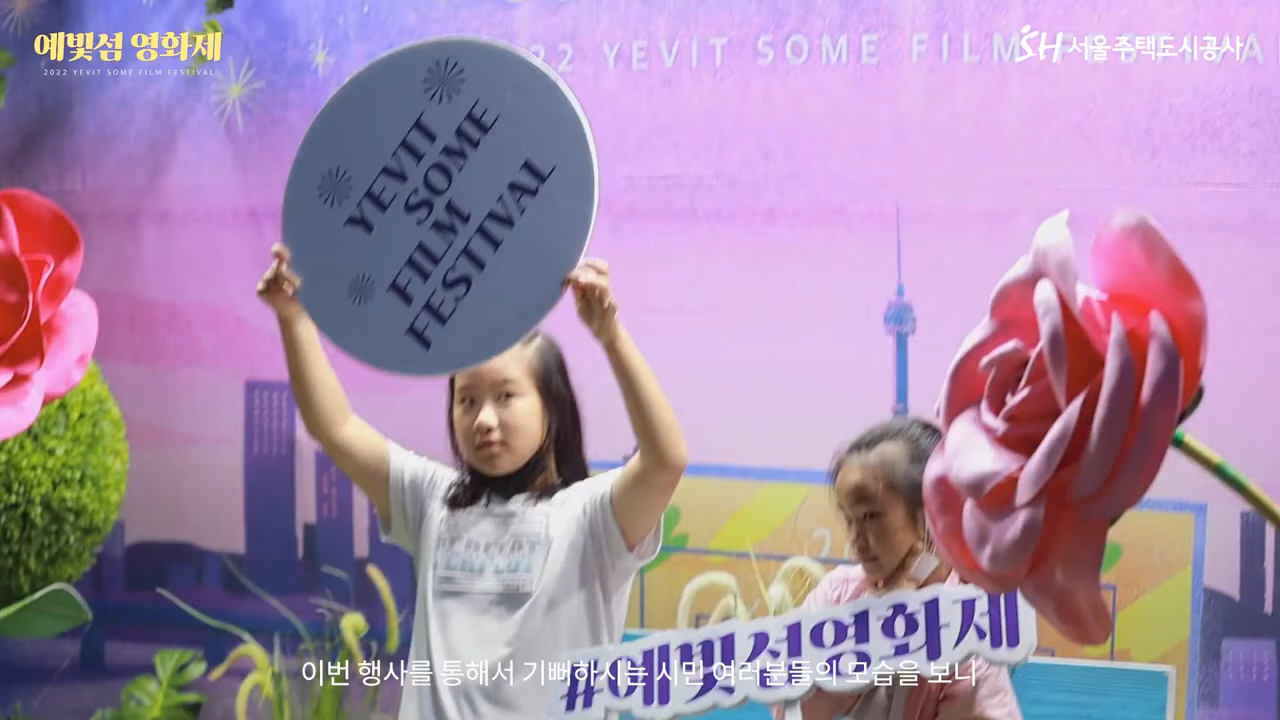 예빛섬 영화제
2022 YEVIT SOME FILM FESTIVAL
22 YEVIT SOME FILM
SH 서울주택도시공사
YEVIT
SOME
FILM
FESTIVAL
PERFECT
#예빛섬영화제
이번 행사를 통해서 기뻐하시는 시민 여러분들의 모습을 보니